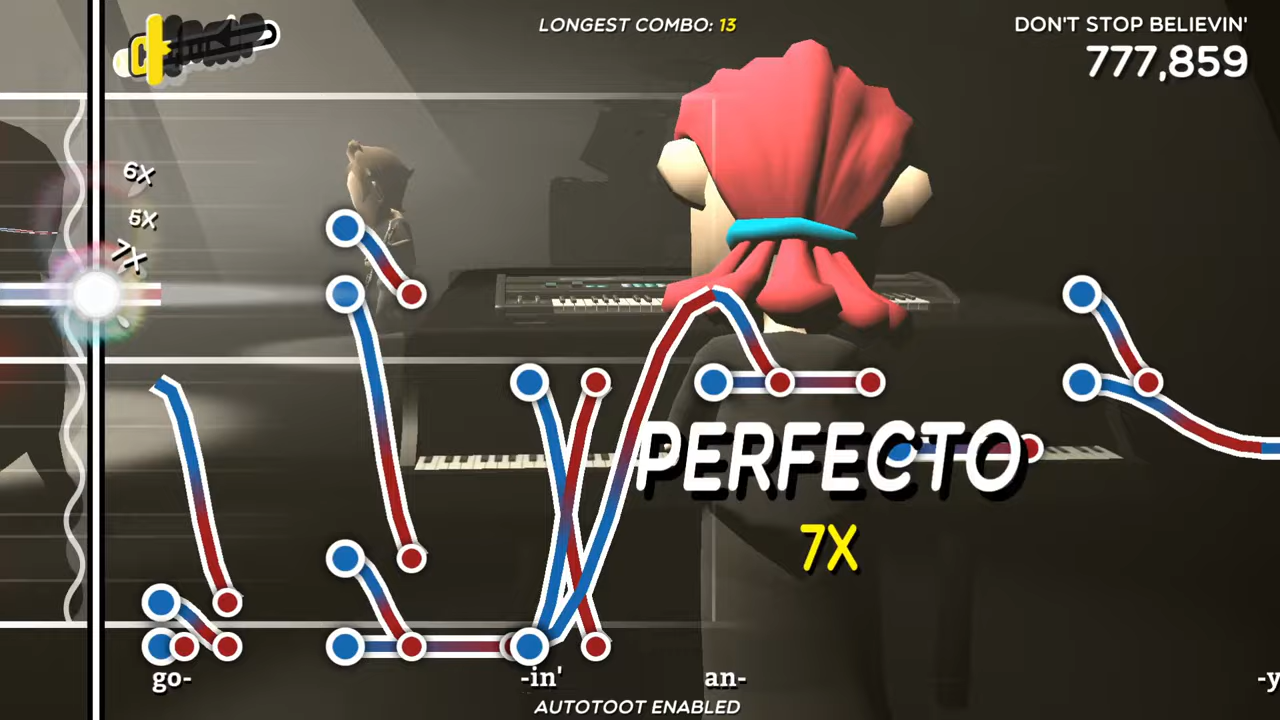 LONGEST COMBO: 13
DON'T STOP BELIEVIN'
777,859
6X
5X
7X
PERFECTO
7X
go-
-in'
an-
-y
AUTOTOOT ENABLED